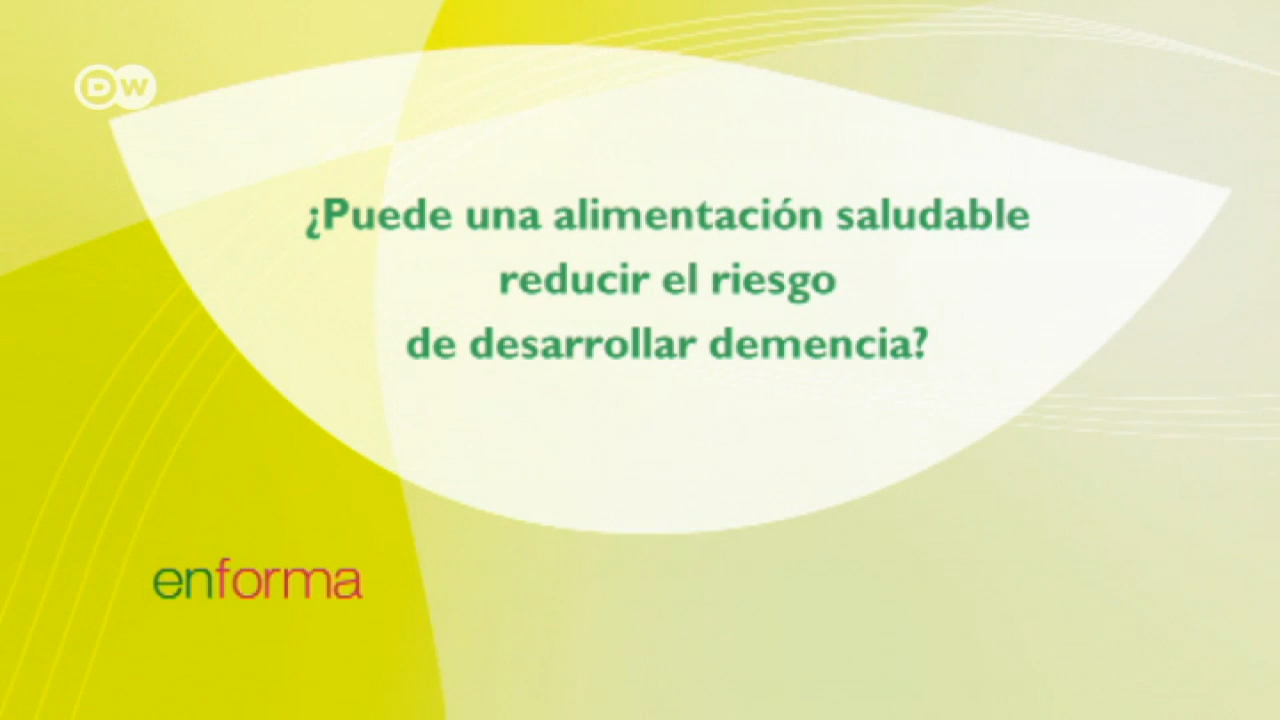 DW
¿Puede una alimentación saludable
reducir el riesgo
de desarrollar demencia?
enforma